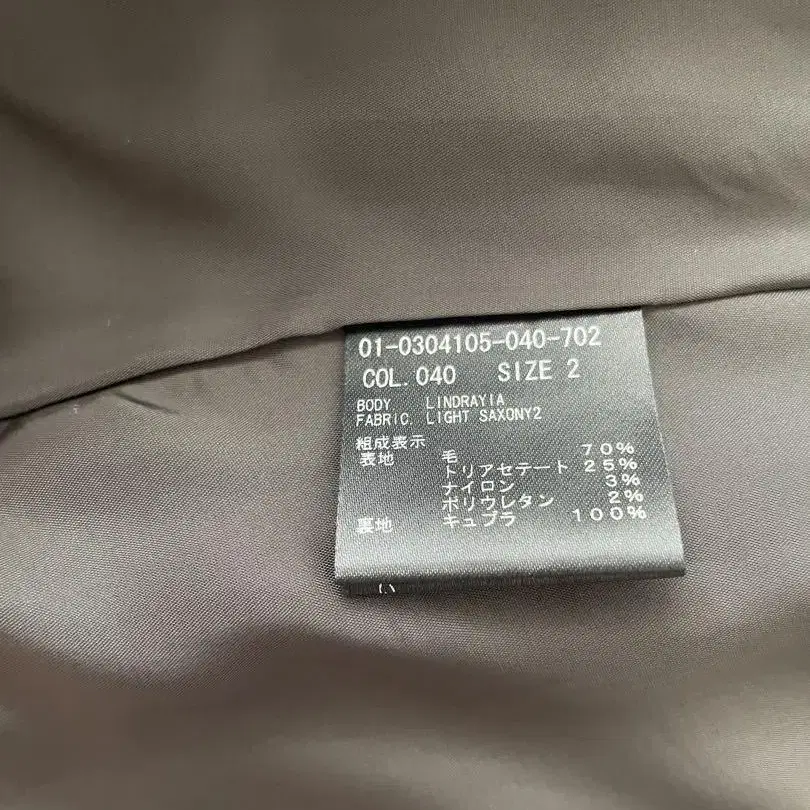 01-0304105-040-702
COL. 040 SIZE 2
BODY LINDRAYIA
FABRIC. LIGHT SAXONY2
組成表示
表地 毛 70%
トリアセテート 25%
ナイロン 3%
ポリウレタン 2%
裏地 キュプラ 100%